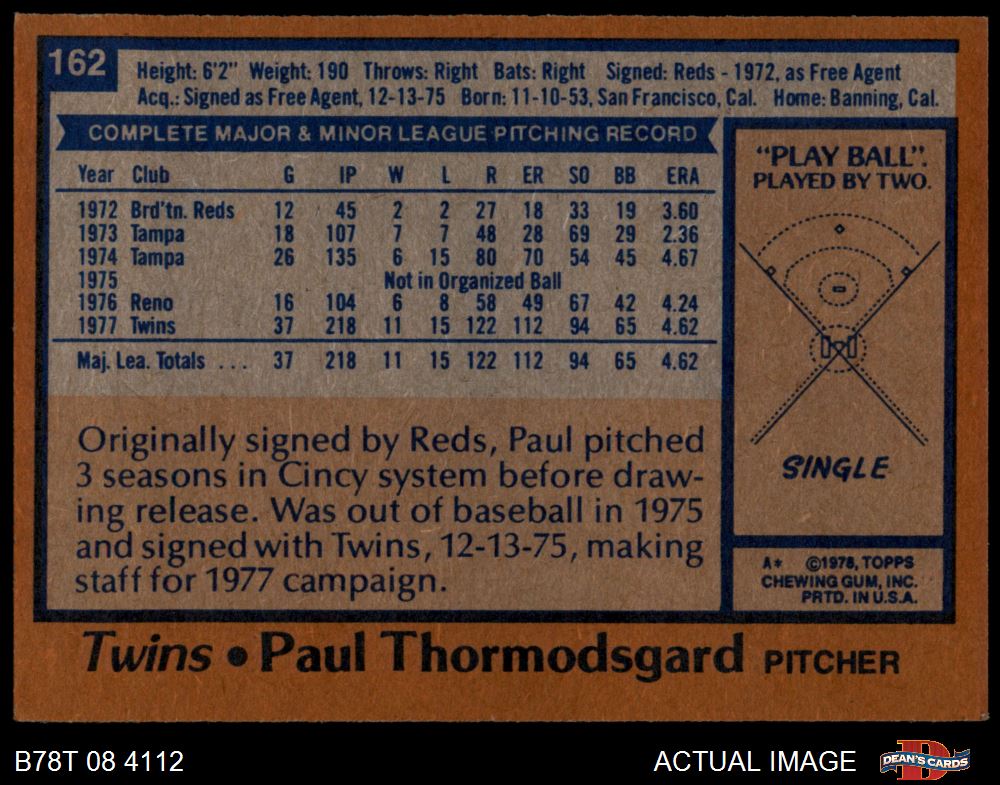 162
Height: 6'2" Weight: 190 Throws: Right Bats: Right Signed: Reds - 1972, as Free Agent
Acq.: Signed as Free Agent, 12-13-75 Born: 11-10-53, San Francisco, Cal. Home: Banning, Cal.
COMPLETE MAJOR & MINOR LEAGUE PITCHING RECORD
Year Club G IP W L R ER SO BB ERA
1972 Brd'tn. Reds 12 45 2 2 27 18 33 19 3.60
1973 Tampa 18 107 7 7 48 28 69 29 2.36
1974 Tampa 26 135 6 15 80 70 54 45 4.67
1975 Not in Organized Ball
1976 Reno 16 104 6 8 58 49 67 42 4.24
1977 Twins 37 218 11 15 122 112 94 65 4.62
Maj. Lea. Totals ... 37 218 11 15 122 112 94 65 4.62
Originally signed by Reds, Paul pitched
3 seasons in Cincy system before draw-
ing release. Was out of baseball in 1975
and signed with Twins, 12-13-75, making
staff for 1977 campaign.
"PLAY BALL".
PLAYED BY TWO.
SINGLE
A* ©1978, TOPPS
CHEWING GUM, INC.
PRTD. IN U.S.A.
Twins • Paul Thormodsgard PITCHER
B78T 08 4112
ACTUAL IMAGE
D
DEAN'S CARDS